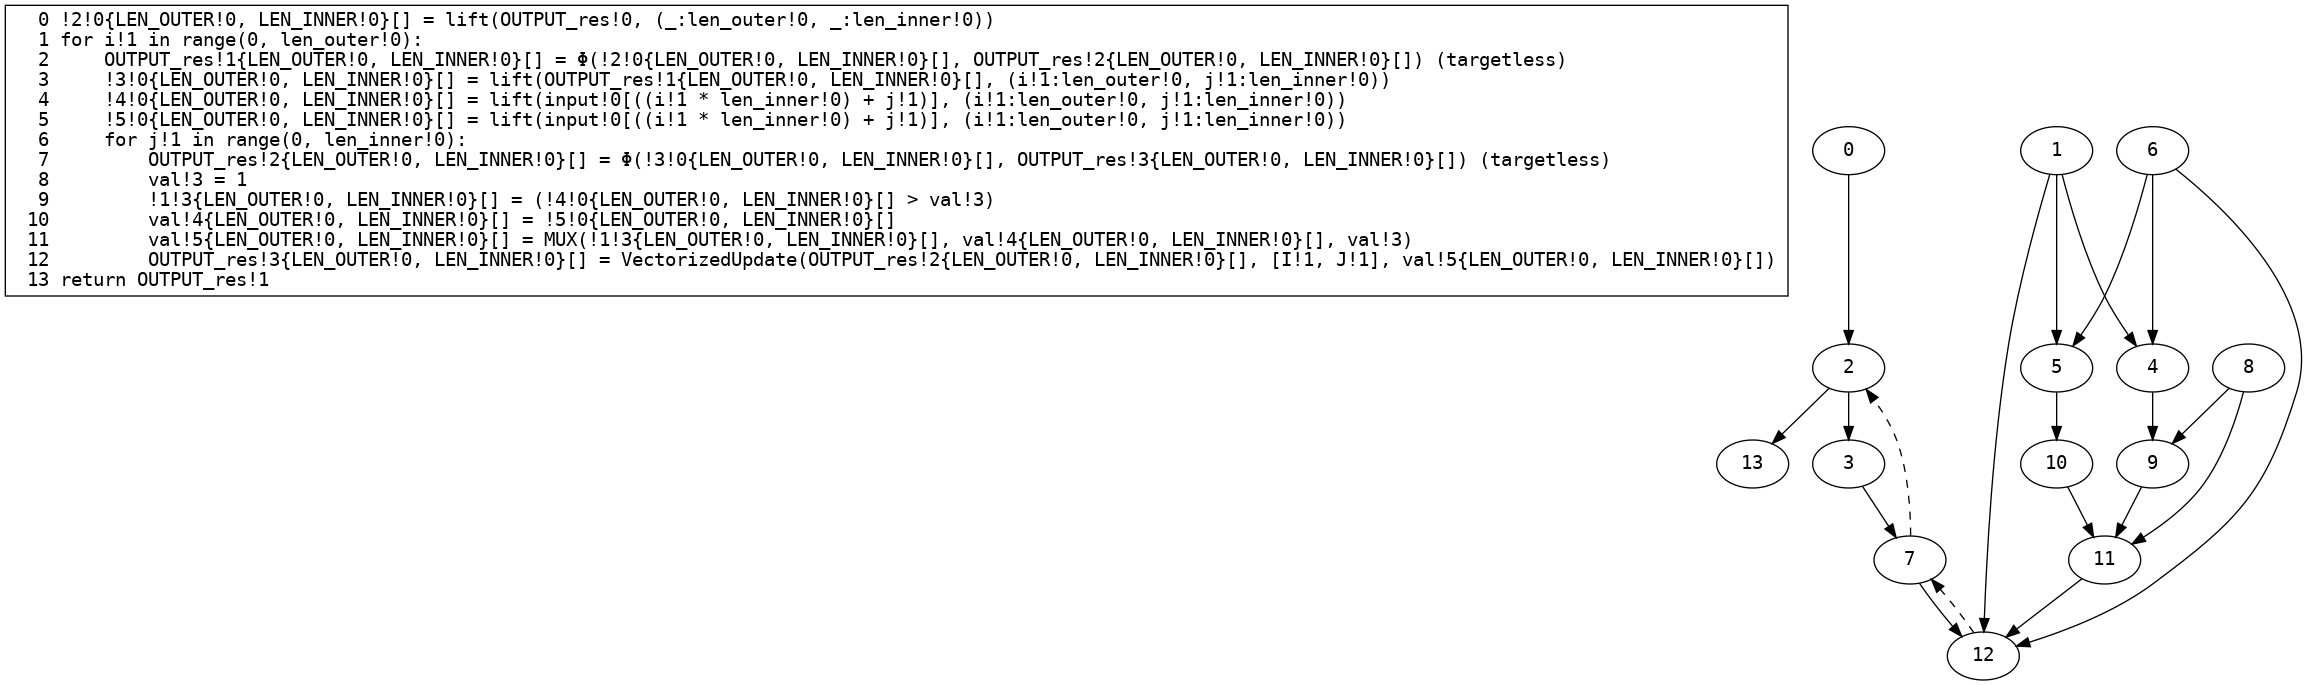 0 !2!0{LEN_OUTER!0, LEN_INNER!0}[] = lift(OUTPUT_res!0, (_:len_outer!0, _:len_inner!0))
1 for i!1 in range(0, len_outer!0):
2     OUTPUT_res!1{LEN_OUTER!0, LEN_INNER!0}[] = Φ(!2!0{LEN_OUTER!0, LEN_INNER!0}[], OUTPUT_res!2{LEN_OUTER!0, LEN_INNER!0}[]) (targetless)
3     !3!0{LEN_OUTER!0, LEN_INNER!0}[] = lift(OUTPUT_res!1{LEN_OUTER!0, LEN_INNER!0}[], (i!1:len_outer!0, j!1:len_inner!0))
4     !4!0{LEN_OUTER!0, LEN_INNER!0}[] = lift(input!0[((i!1 * len_inner!0) + j!1)], (i!1:len_outer!0, j!1:len_inner!0))
5     !5!0{LEN_OUTER!0, LEN_INNER!0}[] = lift(input!0[((i!1 * len_inner!0) + j!1)], (i!1:len_outer!0, j!1:len_inner!0))
6     for j!1 in range(0, len_inner!0):
7         OUTPUT_res!2{LEN_OUTER!0, LEN_INNER!0}[] = Φ(!3!0{LEN_OUTER!0, LEN_INNER!0}[], OUTPUT_res!3{LEN_OUTER!0, LEN_INNER!0}[]) (targetless)
8         val!3 = 1
9         !1!3{LEN_OUTER!0, LEN_INNER!0}[] = (!4!0{LEN_OUTER!0, LEN_INNER!0}[] > val!3)
10         val!4{LEN_OUTER!0, LEN_INNER!0}[] = !5!0{LEN_OUTER!0, LEN_INNER!0}[]
11         val!5{LEN_OUTER!0, LEN_INNER!0}[] = MUX(!1!3{LEN_OUTER!0, LEN_INNER!0}[], val!4{LEN_OUTER!0, LEN_INNER!0}[], val!3)
12         OUTPUT_res!3{LEN_OUTER!0, LEN_INNER!0}[] = VectorizedUpdate(OUTPUT_res!2{LEN_OUTER!0, LEN_INNER!0}[], [I!1, J!1], val!5{LEN_OUTER!0, LEN_INNER!0}[])
13 return OUTPUT_res!1
0 1 6
2 5 4 8
13 3 10 9
7 11
12